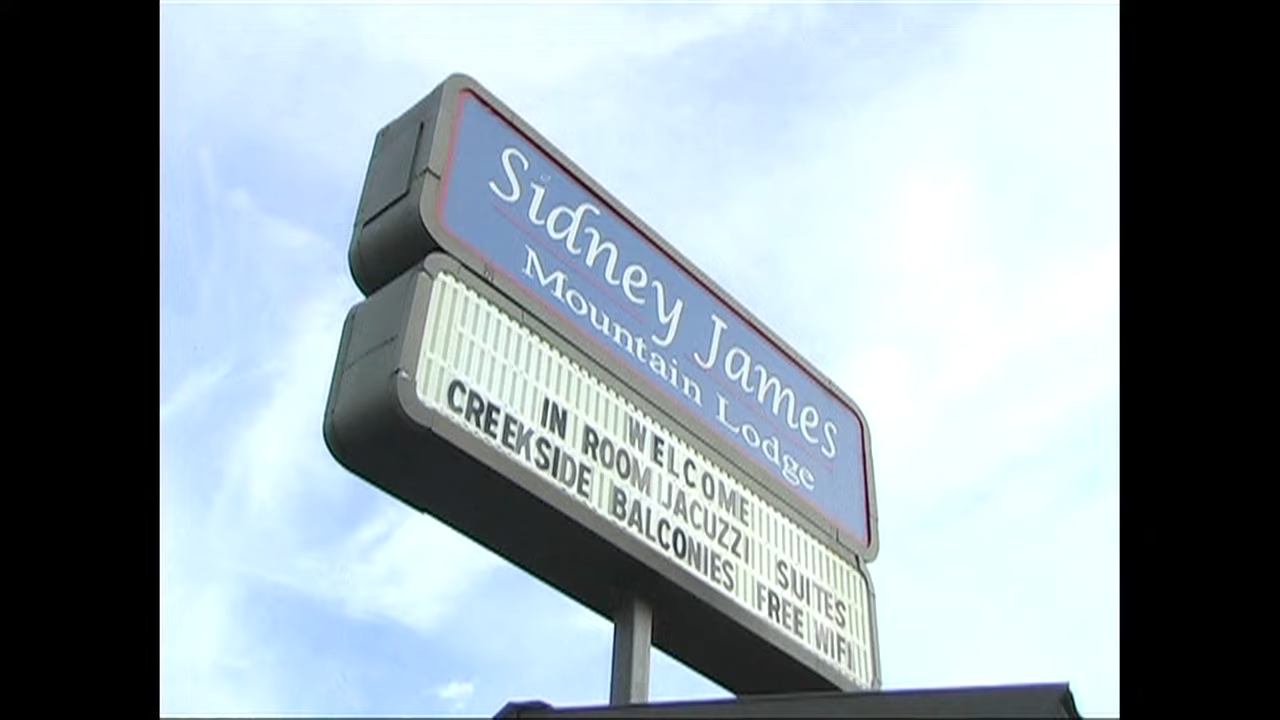 Sidney James
Mountain Lodge
WELCOME
IN ROOM JACUZZI SUITES
CREEKSIDE BALCONIES FREE WIFI